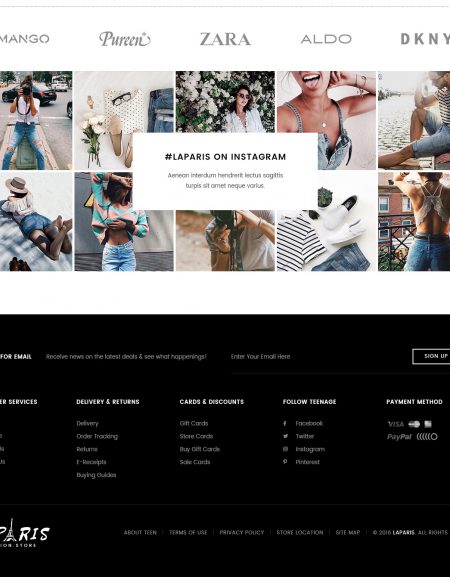 MANGO
Pureen
ZARA
ALDO
DKNY
#LAPARIS ON INSTAGRAM
Aenean interdum hendrerit lectus sagittis
turpis sit amet neque varius.
FOR EMAIL
Receive news on the latest deals & see what happenings!
Enter Your Email Here
SIGN UP
ER SERVICES
DELIVERY & RETURNS
Delivery
Order Tracking
Returns
E-Receipts
Buying Guides
CARDS & DISCOUNTS
Gift Cards
Store Cards
Buy Gift Cards
Sale Cards
FOLLOW TEENAGE
Facebook
Twitter
Instagram
Pinterest
PAYMENT METHOD
VISA
PayPal
PARIS
ION STORE
ABOUT TEEN | TERMS OF USE | PRIVACY POLICY | STORE LOCATION | SITE MAP | © 2016 LAPARIS. ALL RIGHTS